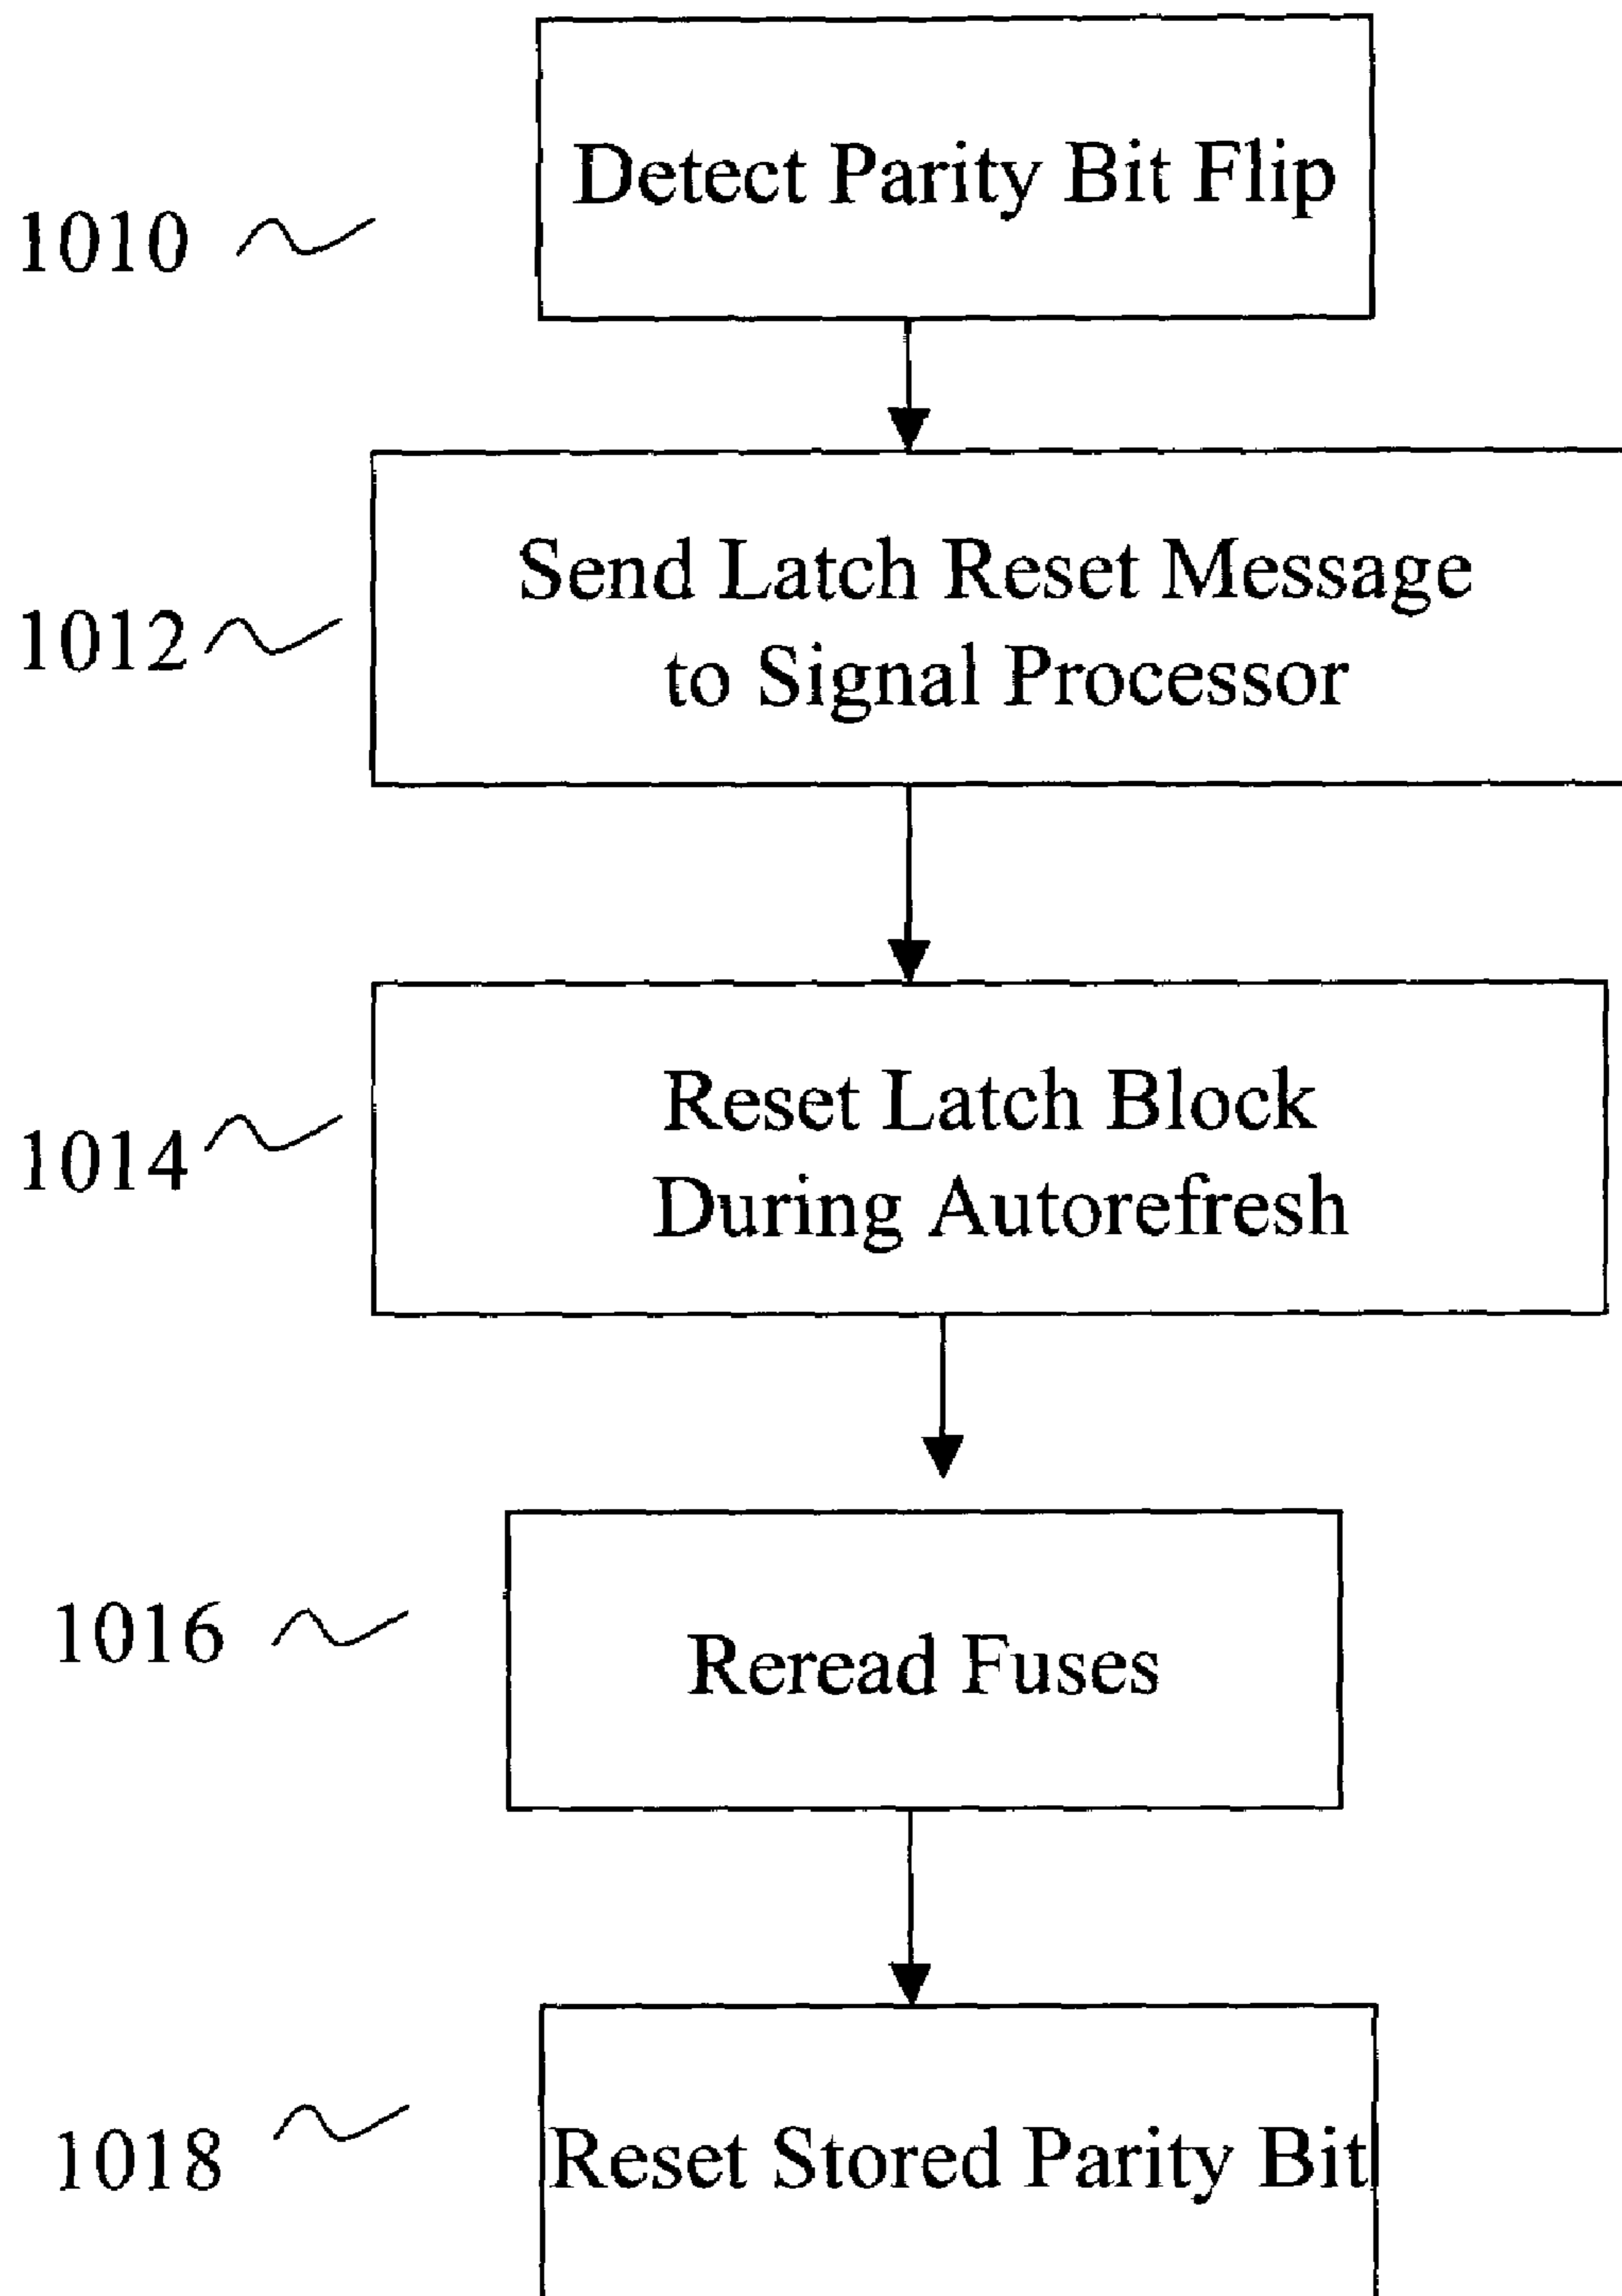 Detect Parity Bit Flip
1010
Send Latch Reset Message
to Signal Processor
1012
Reset Latch Block
During Autorefresh
1014
Reread Fuses
1016
Reset Stored Parity Bit
1018